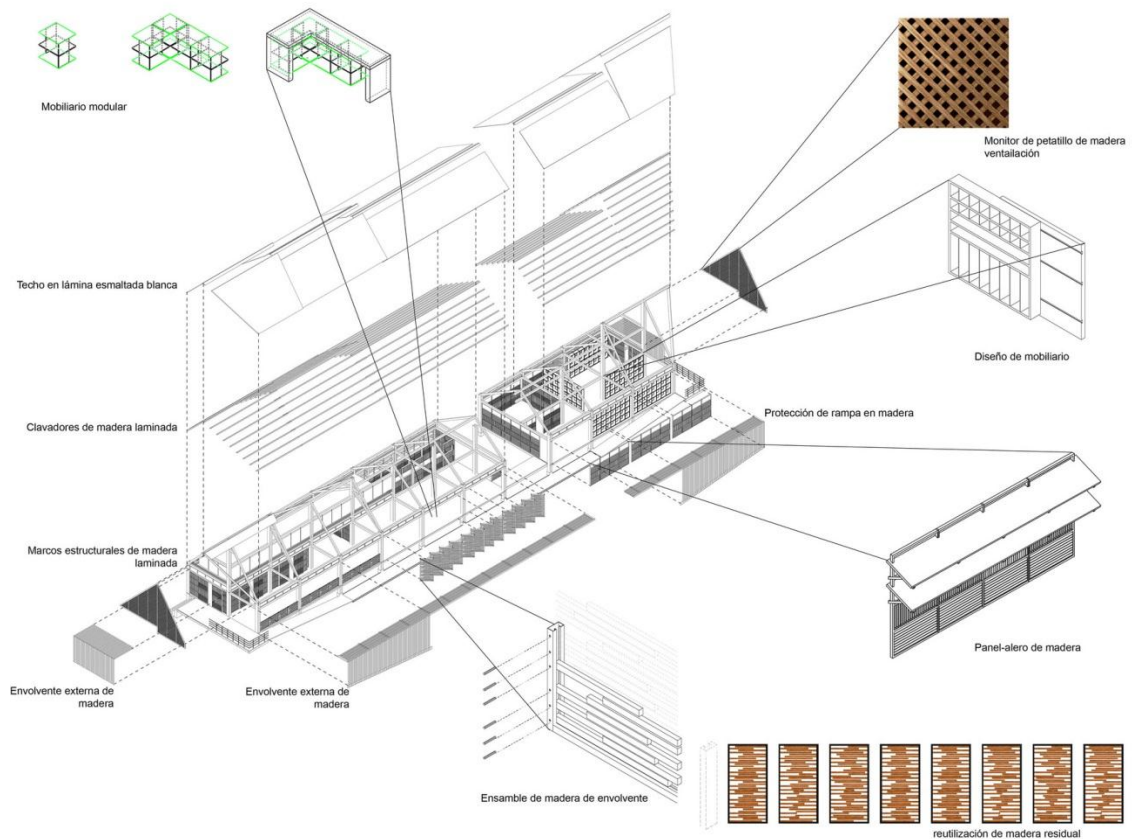 Mobiliario modular
Monitor de petatillo de madera
ventailación
Techo en lámina esmaltada blanca
Diseño de mobiliario
Clavadores de madera laminada
Protección de rampa en madera
Marcos estructurales de madera
laminada
Panel-alero de madera
Envolvente externa de
madera
Envolvente externa de
madera
Ensamble de madera de envolvente
reutilización de madera residual